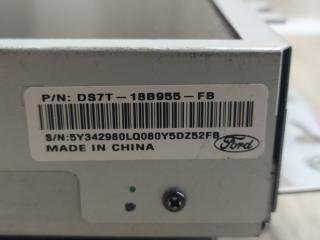 P/N: DS7T-18B955-FB
S/N:5Y342980LQ080Y5DZ52FB
MADE IN CHINA
Ford